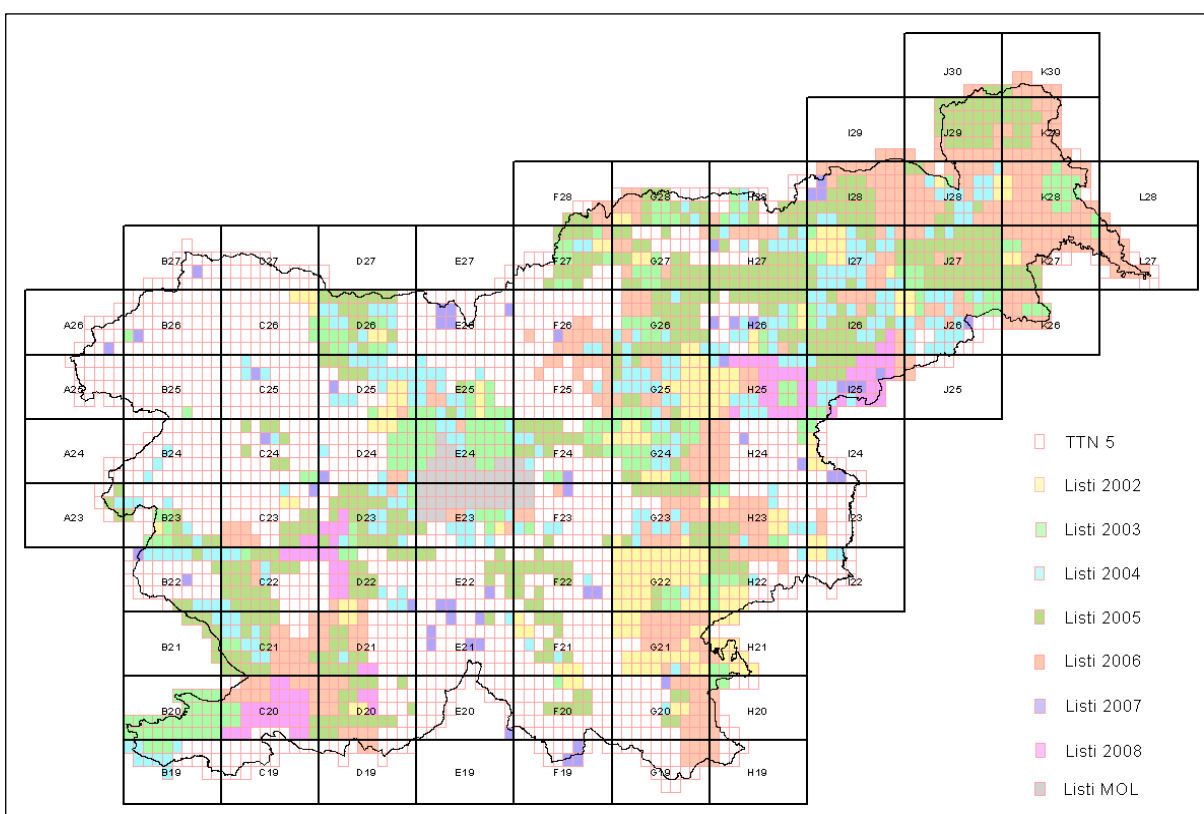 J30 K30
I29 J29 K29
F28 G28 H28 I28 J28 K28 L28
B27 C27 D27 E27 F27 G27 H27 I27 J27 K27 L27
A26 B26 C26 D26 E26 F26 G26 H26 I26 J26 K26
A25 B25 C25 D25 E25 F25 G25 H25 I25 J25
A24 B24 C24 D24 E24 F24 G24 H24 I24
A23 B23 C23 D23 E23 F23 G23 H23 I23
B22 C22 D22 E22 F22 G22 H22 I22
B21 C21 D21 E21 F21 G21 H21
B20 C20 D20 E20 F20 G20 H20
B19 C19 D19 E19 F19 G19 H19
TTN 5
Listi 2002
Listi 2003
Listi 2004
Listi 2005
Listi 2006
Listi 2007
Listi 2008
Listi MOL